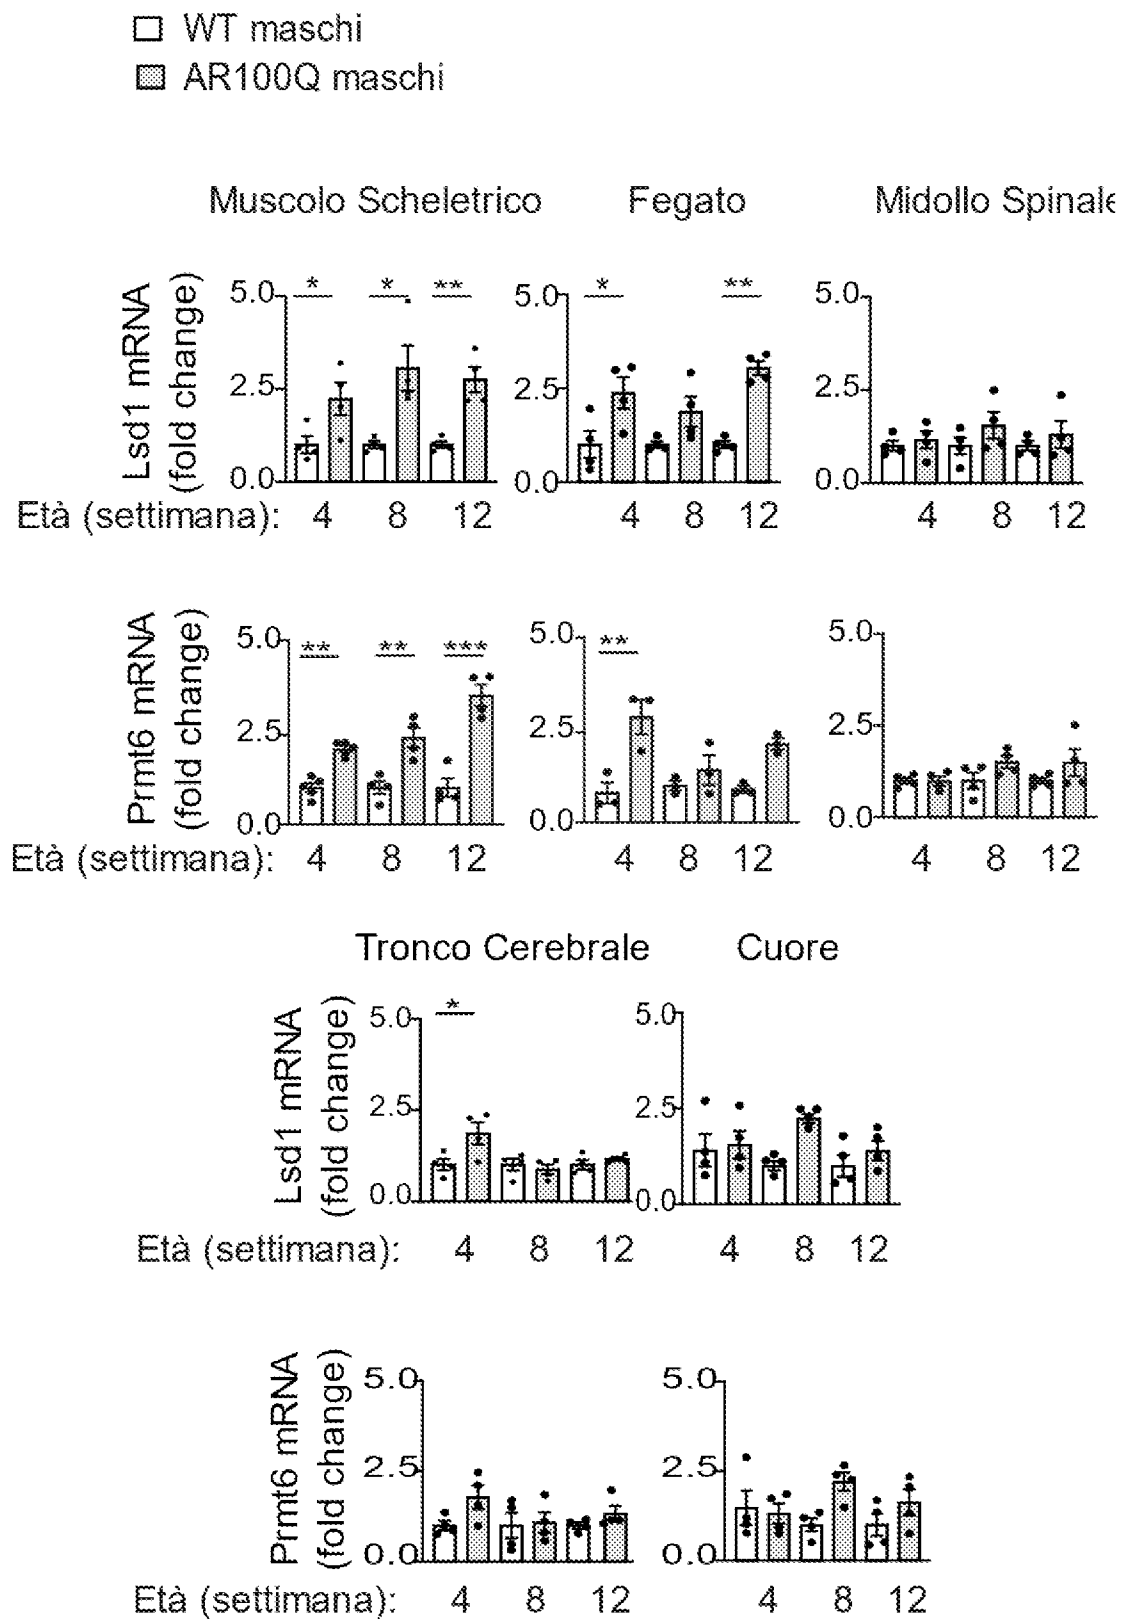 WT maschi
AR100Q maschi
Muscolo Scheletrico Fegato Midollo Spinale
Lsd1 mRNA
(fold change)
* * ** * **
5.0 5.0 5.0
2.5 2.5 2.5
0.0 0.0 0.0
Età (settimana): 4 8 12 4 8 12 4 8 12
Prmt6 mRNA
(fold change)
** ** *** **
5.0 5.0 5.0
2.5 2.5 2.5
0.0 0.0 0.0
Età (settimana): 4 8 12 4 8 12 4 8 12
Tronco Cerebrale Cuore
Lsd1 mRNA
(fold change)
*
5.0 5.0
2.5 2.5
0.0 0.0
Età (settimana): 4 8 12 4 8 12
Prmt6 mRNA
(fold change)
5.0 5.0
2.5 2.5
0.0 0.0
Età (settimana): 4 8 12 4 8 12